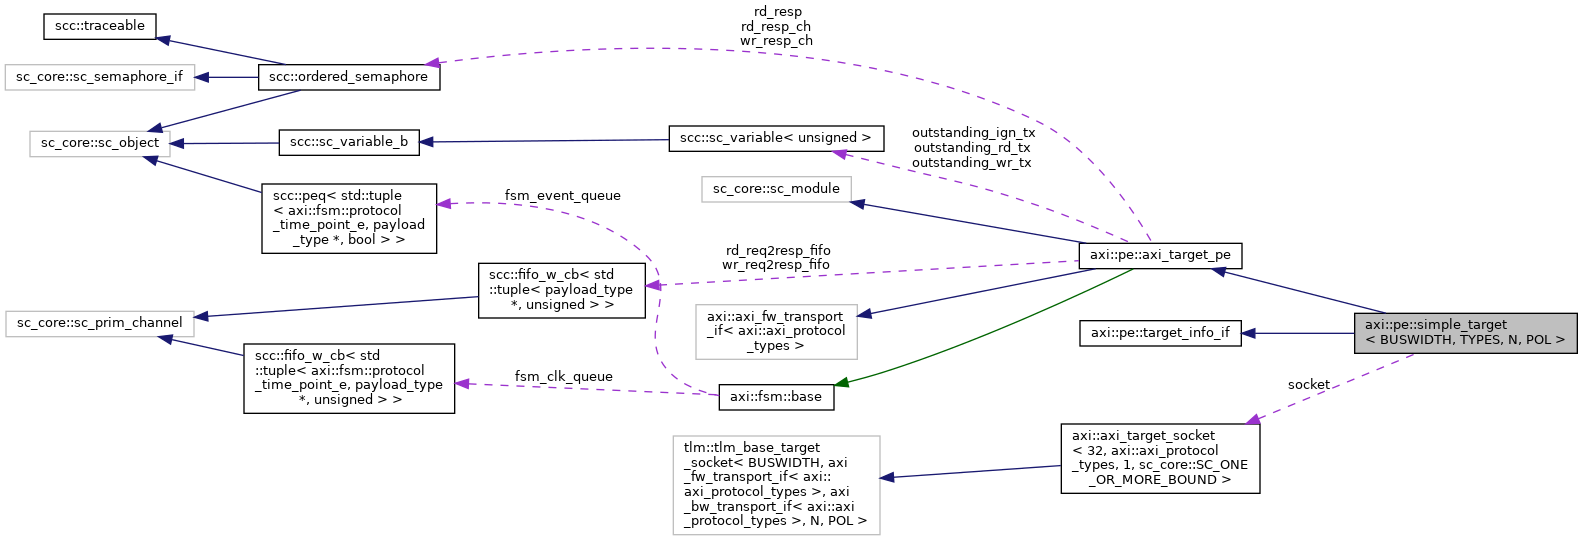 rd_resp
rd_resp_ch
wr_resp_ch
scc::traceable
sc_core::sc_semaphore_if
scc::ordered_semaphore
sc_core::sc_object
scc::sc_variable_b
scc::sc_variable< unsigned >
outstanding_ign_tx
outstanding_rd_tx
outstanding_wr_tx
scc::peq< std::tuple
< axi::fsm::protocol
_time_point_e, payload
_type *, bool > >
fsm_event_queue
sc_core::sc_module
axi::pe::axi_target_pe
rd_req2resp_fifo
wr_req2resp_fifo
scc::fifo_w_cb< std
::tuple< payload_type
*, unsigned > >
sc_core::sc_prim_channel
axi::axi_fw_transport
_if< axi::axi_protocol
_types >
axi::pe::target_info_if
axi::pe::simple_target
< BUSWIDTH, TYPES, N, POL >
scc::fifo_w_cb< std
::tuple< axi::fsm::protocol
_time_point_e, payload_type
*, unsigned > >
fsm_clk_queue
axi::fsm::base
socket
tlm::tlm_base_target
_socket< BUSWIDTH, axi
_fw_transport_if< axi::
axi_protocol_types >, axi
_bw_transport_if< axi::axi
_protocol_types >, N, POL >
axi::axi_target_socket
< 32, axi::axi_protocol
_types, 1, sc_core::SC_ONE
_OR_MORE_BOUND >